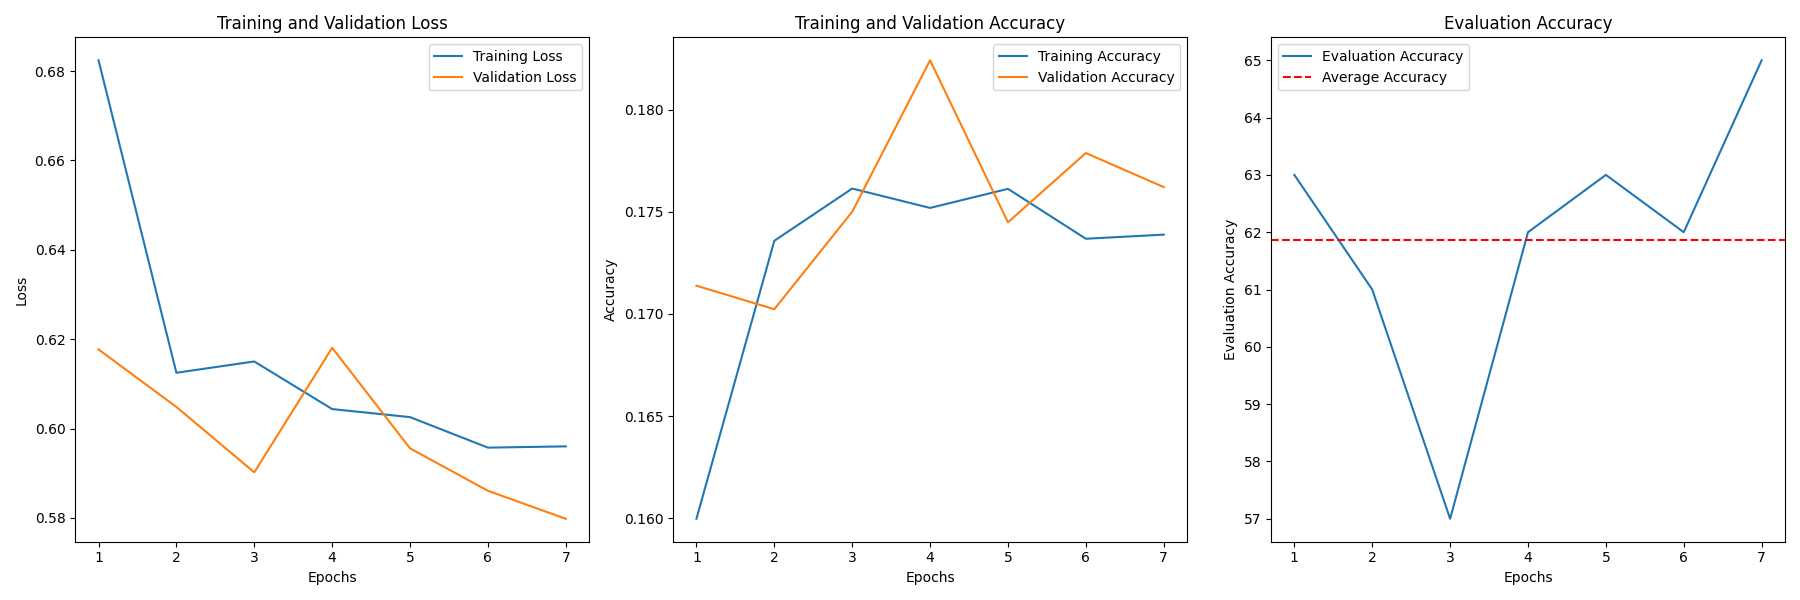 Training and Validation Loss
Training Loss
Validation Loss
0.68
0.66
0.64
0.62
0.60
0.58
Loss
1 2 3 4 5 6 7
Epochs
Training and Validation Accuracy
Training Accuracy
Validation Accuracy
0.180
0.175
0.170
0.165
0.160
Accuracy
1 2 3 4 5 6 7
Epochs
Evaluation Accuracy
Evaluation Accuracy
Average Accuracy
65
64
63
62
61
60
59
58
57
Evaluation Accuracy
1 2 3 4 5 6 7
Epochs